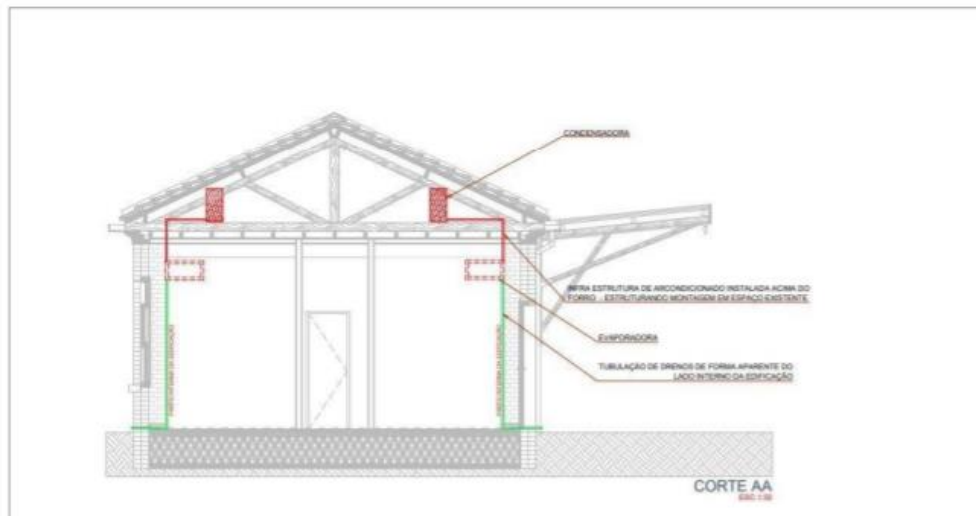 CONDENSADORA
INFRA ESTRUTURA DE ARCONDICIONADO INSTALADA ACIMA DO
FORRO - ESTRUTURANDO MONTAGEM EM ESPAÇO EXISTENTE
EVAPORADORA
TUBULAÇÃO DE DRENOS DE FORMA APARENTE DO
LADO INTERNO DA EDIFICAÇÃO
CORTE AA